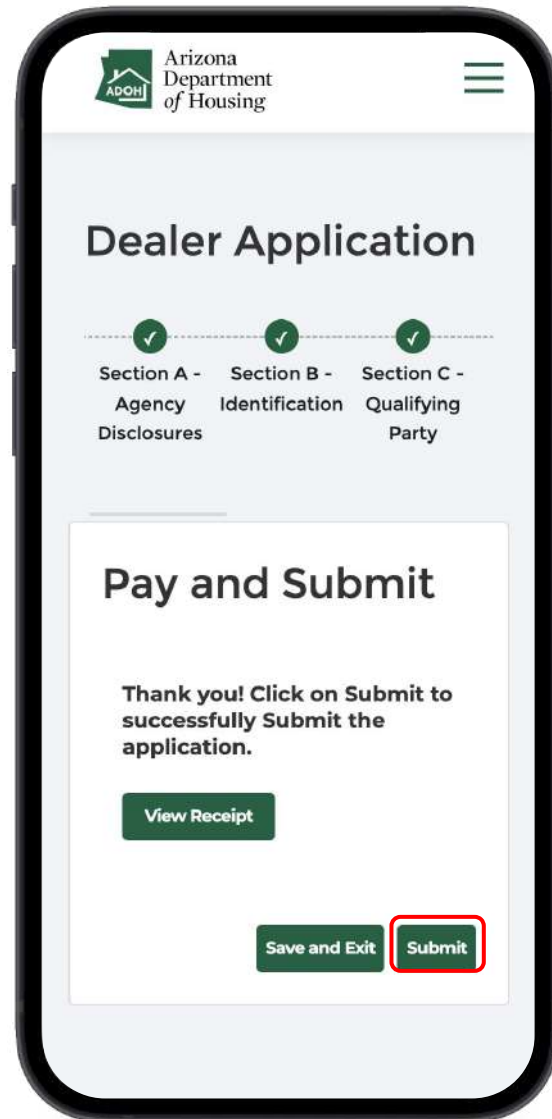 Arizona
Department
of Housing
ADOH
Dealer Application
Section A -
Agency
Disclosures
Section B -
Identification
Section C -
Qualifying
Party
Pay and Submit
Thank you! Click on Submit to
successfully Submit the
application.
View Receipt
Save and Exit
Submit